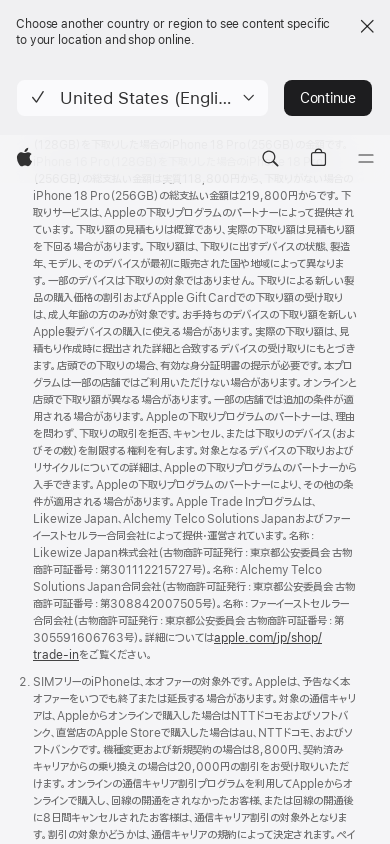 Choose another country or region to see content specific
to your location and shop online.
United States (Engli...
Continue
iPhone 18 Pro（256GB）の総支払い金額は219,800円からです。下
取りサービスは、Appleの下取りプログラムのパートナーによって提供され
ています。下取り額の見積もりは概算であり、実際の下取り額は見積もり額
を下回る場合があります。下取り額は、下取りに出すデバイスの状態、製造
年、モデル、そのデバイスが最初に販売された国や地域によって異なりま
す。一部のデバイスは下取りの対象ではありません。下取りによる新しい製
品の購入価格の割引およびApple Gift Cardでの下取り額の受け取り
は、成人年齢の方のみが対象です。お手持ちのデバイスの下取り額を新しい
Apple製デバイスの購入に使える場合があります。実際の下取り額は、見
積もり作成時に提出された詳細と合致するデバイスの受け取りにもとづき
ます。店頭での下取りの場合、有効な身分証明書の提示が必要です。本プロ
グラムは一部の店舗ではご利用いただけない場合があります。オンラインと
店頭で下取り額が異なる場合があります。一部の店舗では追加の条件が適
用される場合があります。Appleの下取りプログラムのパートナーは、理由
を問わず、下取りの取引を拒否、キャンセル、または下取りのデバイス（およ
びその数）を制限する権利を有します。対象となるデバイスの下取りおよび
リサイクルについての詳細は、Appleの下取りプログラムのパートナーから
入手できます。Appleの下取りプログラムのパートナーにより、その他の条
件が適用される場合があります。Apple Trade Inプログラムは、
Likewize Japan、Alchemy Telco Solutions Japanおよびファー
イーストセルラー合同会社によって提供・運営されています。名称：
Likewize Japan株式会社（古物商許可証発行：東京都公安委員会 古物
商許可証番号：第301112215727号）。名称：Alchemy Telco
Solutions Japan合同会社（古物商許可証発行：東京都公安委員会 古物
商許可証番号：第308842007505号）。名称：ファーイーストセルラー
合同会社（古物商許可証発行：東京都公安委員会 古物商許可証番号：第
305591606763号）。詳細についてはapple.com/jp/shop/
trade-inをご覧ください。
2. SIMフリーのiPhoneは、本オファーの対象外です。Appleは、予告なく本
オファーをいつでも終了または延長する場合があります。対象の通信キャリ
アは、Appleからオンラインで購入した場合はNTTドコモおよびソフトバ
ンク、直営店のApple Storeで購入した場合はau、NTTドコモ、およびソ
フトバンクです。機種変更および新規契約の場合は8,800円、契約済み
キャリアからの乗り換えの場合は20,000円の割引をお受け取りいただ
けます。オンラインの通信キャリア割引プログラムを利用してAppleからオ
ンラインで購入し、回線の開通をされなかったお客様、または回線の開通後
に8日間キャンセルされたお客様は、通信キャリア割引の対象外となりま
す。割引の対象かどうかは、通信キャリアの規約によって決定されます。ペイ